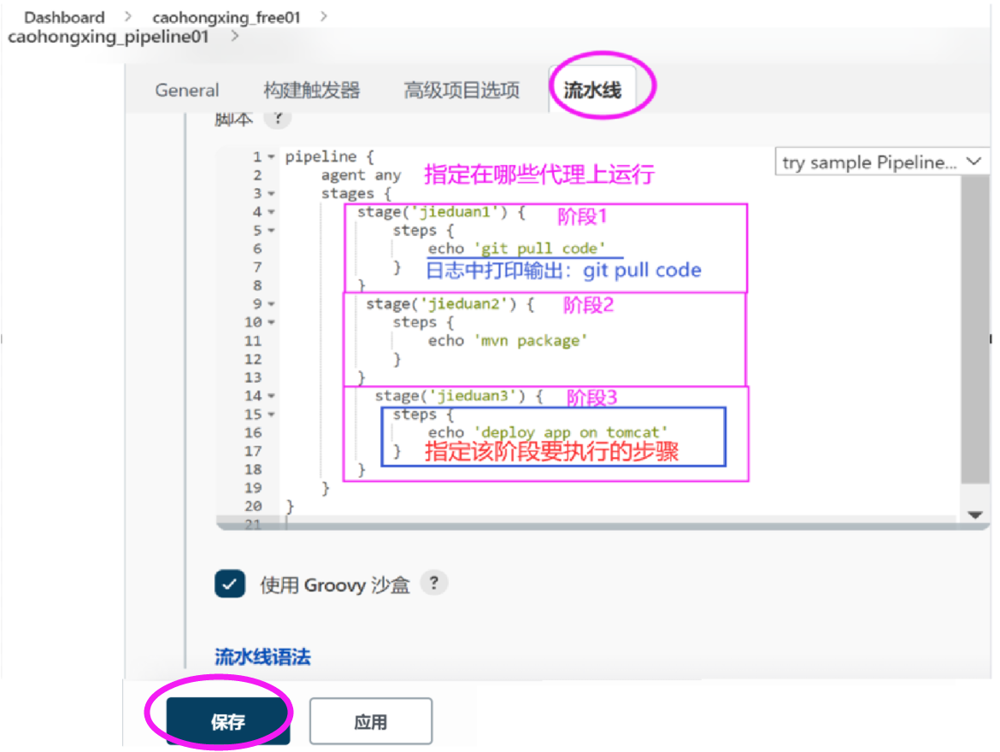 Dashboard > caohongxing_free01 >
caohongxing_pipeline01 >
General 构建触发器 高级项目选项 流水线
脚本 ?
try sample Pipeline...
1 pipeline {
2 agent any 指定在哪些代理上运行
3 stages {
4 stage('jieduan1') { 阶段1
5 steps {
6 echo 'git pull code'
7 } 日志中打印输出：git pull code
8 }
9 stage('jieduan2') { 阶段2
10 steps {
11 echo 'mvn package'
12 }
13 }
14 stage('jieduan3') { 阶段3
15 steps {
16 echo 'deploy app on tomcat'
17 } 指定该阶段要执行的步骤
18 }
19 }
20 }
21
使用 Groovy 沙盒 ?
流水线语法
保存 应用